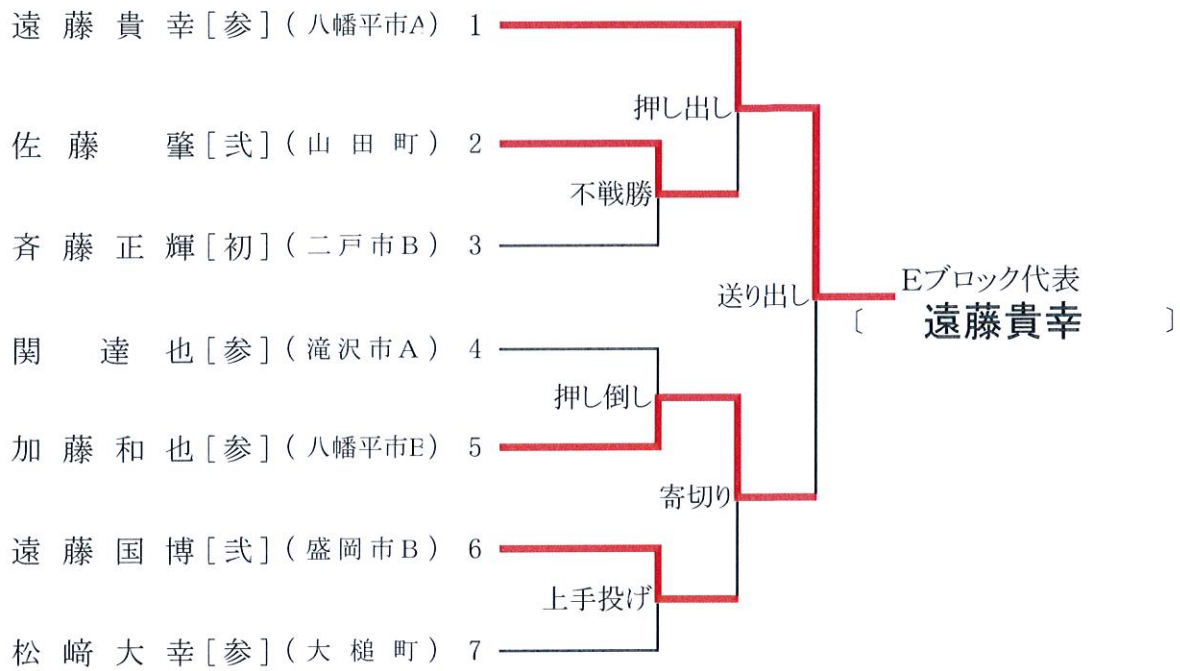 遠藤貴幸[参](八幡平市A) 1
押し出し
佐藤 肇[弐](山田町) 2
不戦勝
斉藤正輝[初](二戸市B) 3
送り出し
Eブロック代表
〔 遠藤貴幸 〕
関 達也[参](滝沢市A) 4
押し倒し
加藤和也[参](八幡平市E) 5
寄切り
遠藤国博[弐](盛岡市B) 6
上手投げ
松﨑大幸[参](大槌町) 7